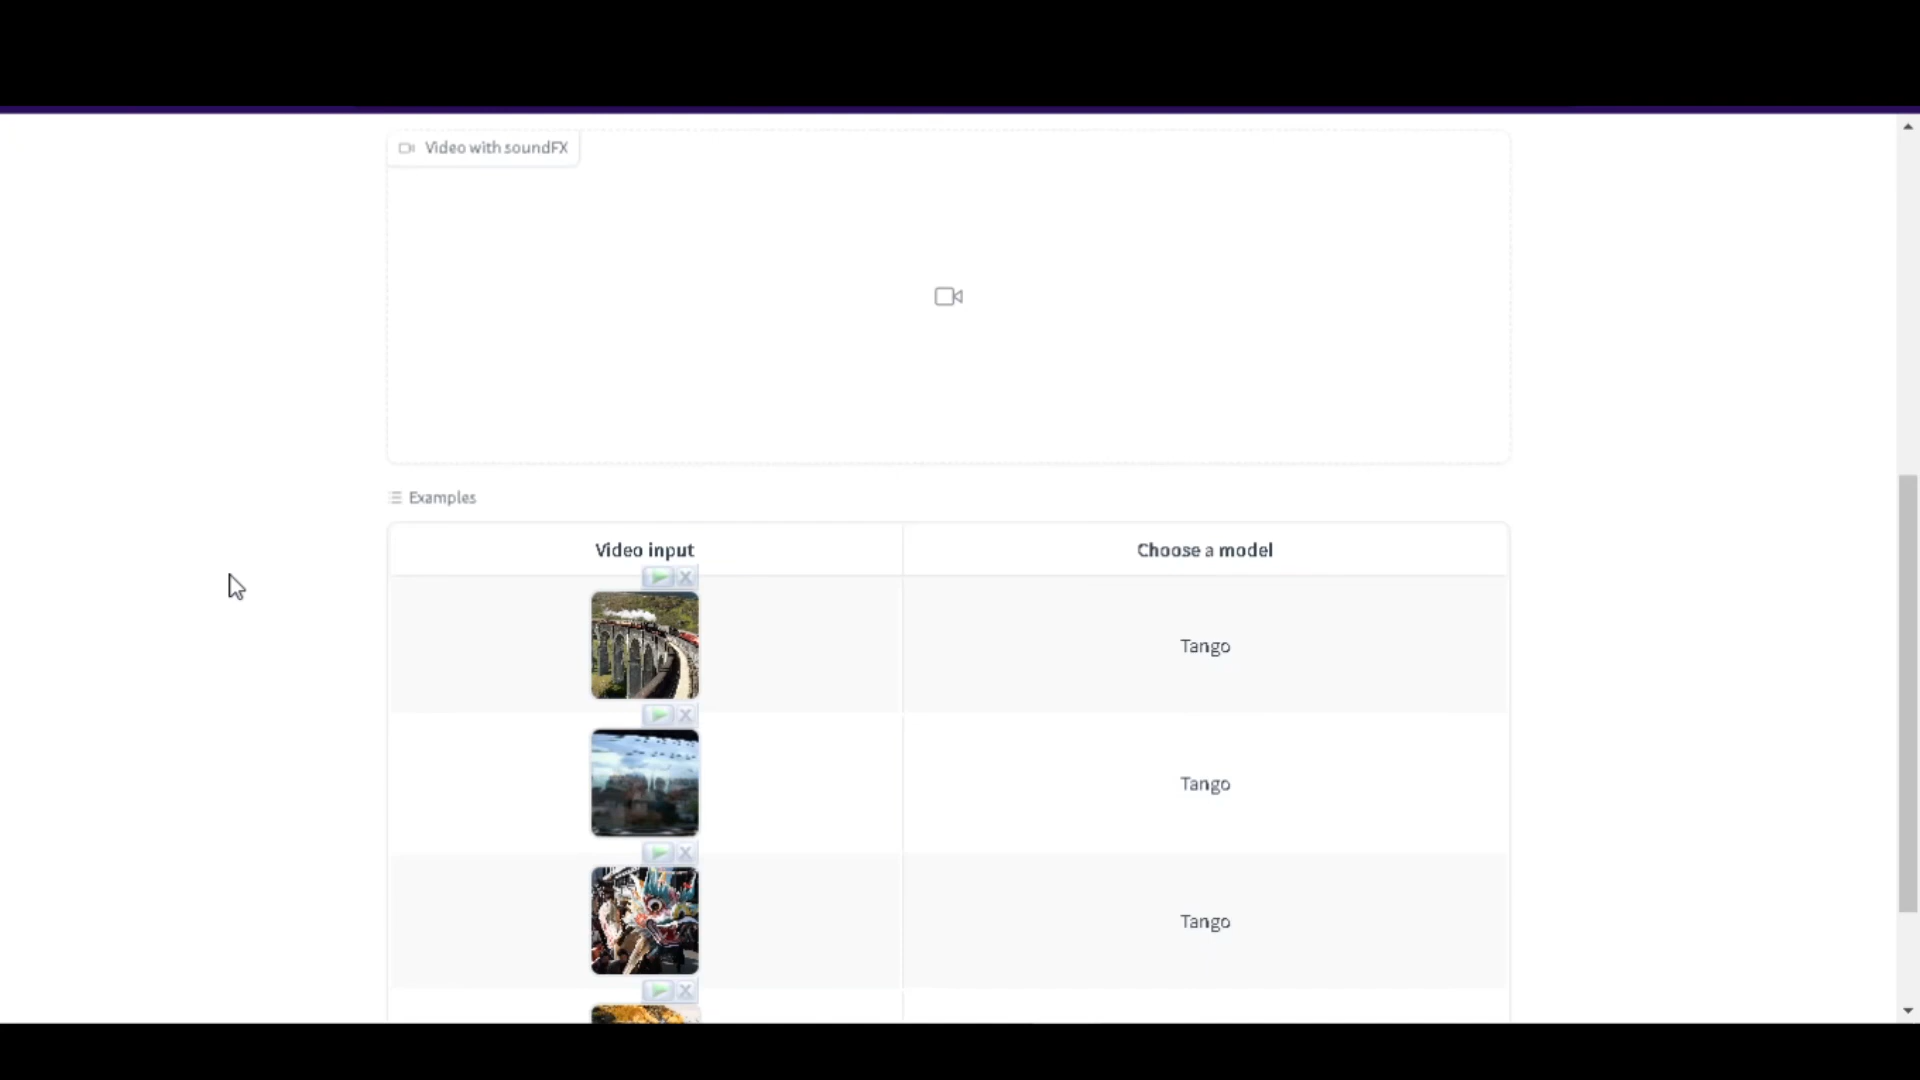 Video with soundFX
Examples
Video input
Choose a model
Tango
Tango
Tango